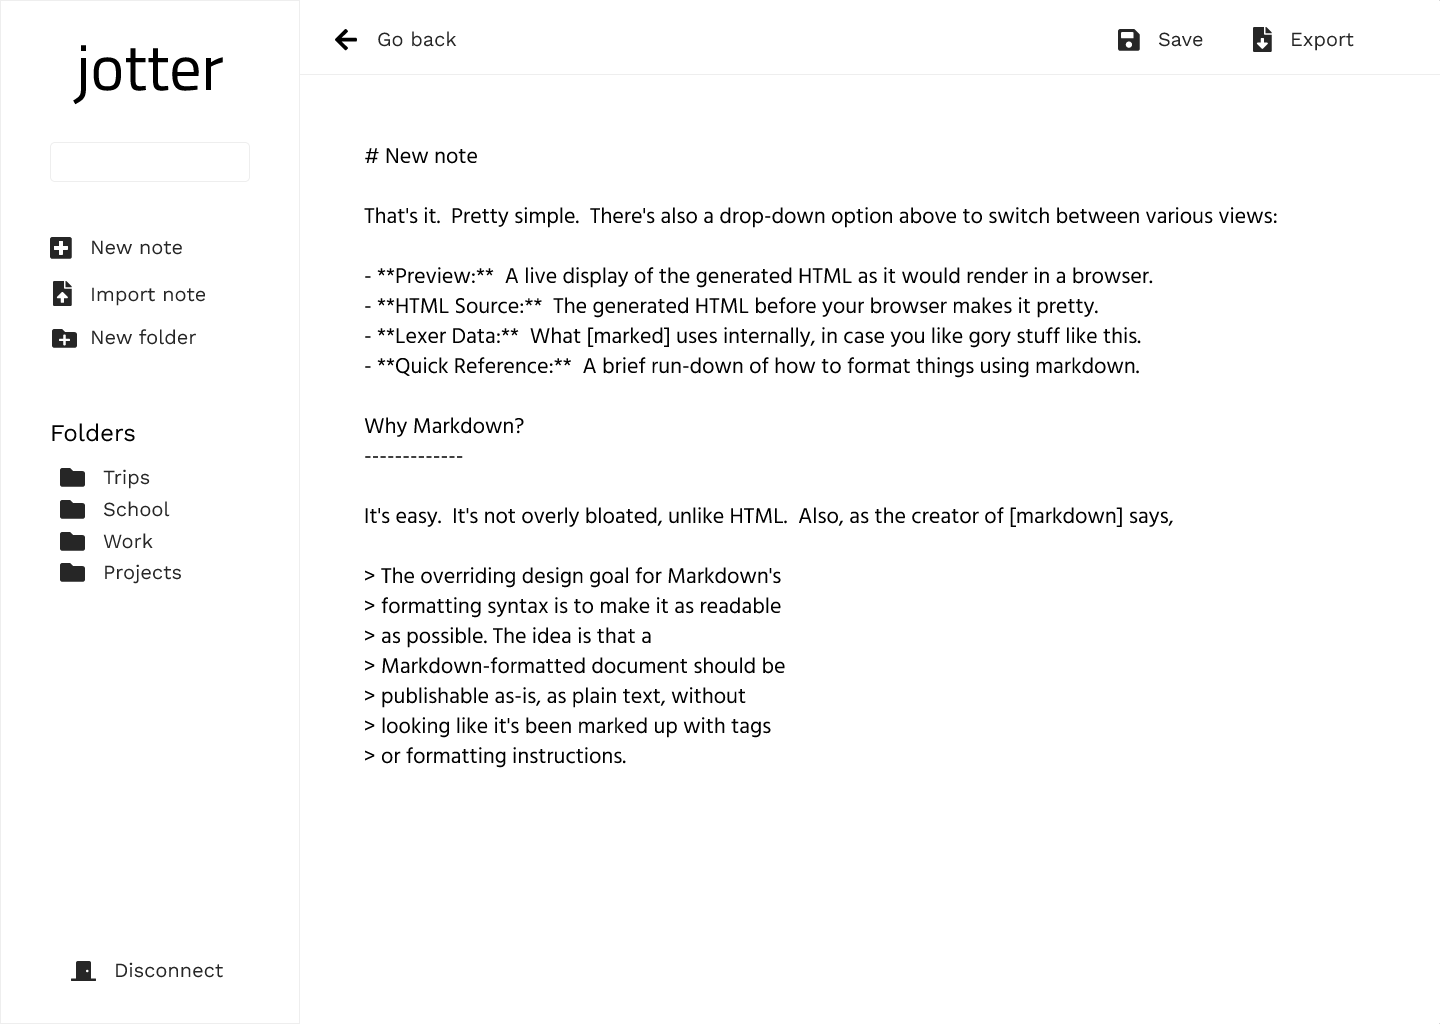 jotter
New note
Import note
New folder
Folders
Trips
School
Work
Projects
Disconnect
Go back
Save
Export
# New note
That's it.  Pretty simple.  There's also a drop-down option above to switch between various views:
- **Preview:**  A live display of the generated HTML as it would render in a browser.
- **HTML Source:**  The generated HTML before your browser makes it pretty.
- **Lexer Data:**  What [marked] uses internally, in case you like gory stuff like this.
- **Quick Reference:**  A brief run-down of how to format things using markdown.
Why Markdown?
-------------
It's easy.  It's not overly bloated, unlike HTML.  Also, as the creator of [markdown] says,
> The overriding design goal for Markdown's
> formatting syntax is to make it as readable
> as possible. The idea is that a
> Markdown-formatted document should be
> publishable as-is, as plain text, without
> looking like it's been marked up with tags
> or formatting instructions.